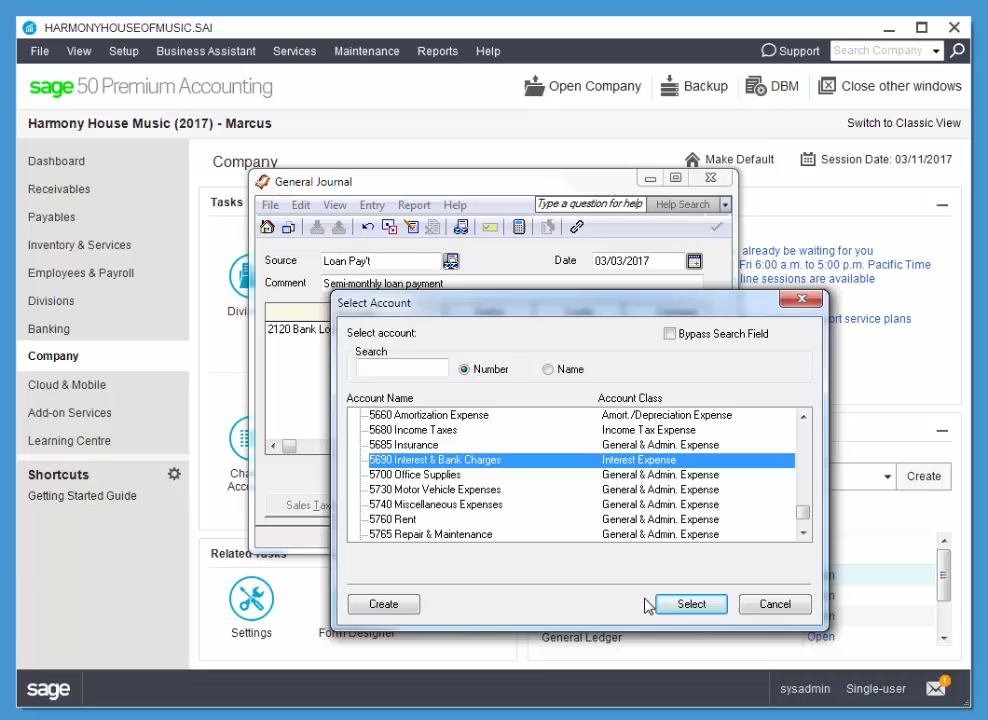 HARMONYHOUSEOFMUSIC.SAI
File View Setup Business Assistant Services Maintenance Reports Help Support Search Company
sage 50 Premium Accounting Open Company Backup DBM Close other windows
Harmony House Music (2017) - Marcus Switch to Classic View
Dashboard
Receivables
Payables
Inventory & Services
Employees & Payroll
Divisions
Banking
Company
Cloud & Mobile
Add-on Services
Learning Centre
Shortcuts
Getting Started Guide
Company Make Default Session Date: 03/11/2017
Tasks
General Journal
File Edit View Entry Report Help Type a question for help Help Search
Source Loan Pay't Date 03/03/2017
Comment Semi-monthly loan payment
2120 Bank Lo
Sales Tax
already be waiting for you
Fri 6:00 a.m. to 5:00 p.m. Pacific Time
line sessions are available
ort service plans
Divi
Cha
Acco
Create
Select Account
Select account: Bypass Search Field
Search
Number Name
Account Name Account Class
5660 Amortization Expense Amort./Depreciation Expense
5680 Income Taxes Income Tax Expense
5685 Insurance General & Admin. Expense
5690 Interest & Bank Charges Interest Expense
5700 Office Supplies General & Admin. Expense
5730 Motor Vehicle Expenses General & Admin. Expense
5740 Miscellaneous Expenses General & Admin. Expense
5760 Rent General & Admin. Expense
5765 Repair & Maintenance General & Admin. Expense
Create Select Cancel
Related Tasks
Settings Form Designer
General Ledger Open
sage sysadmin Single-user 1